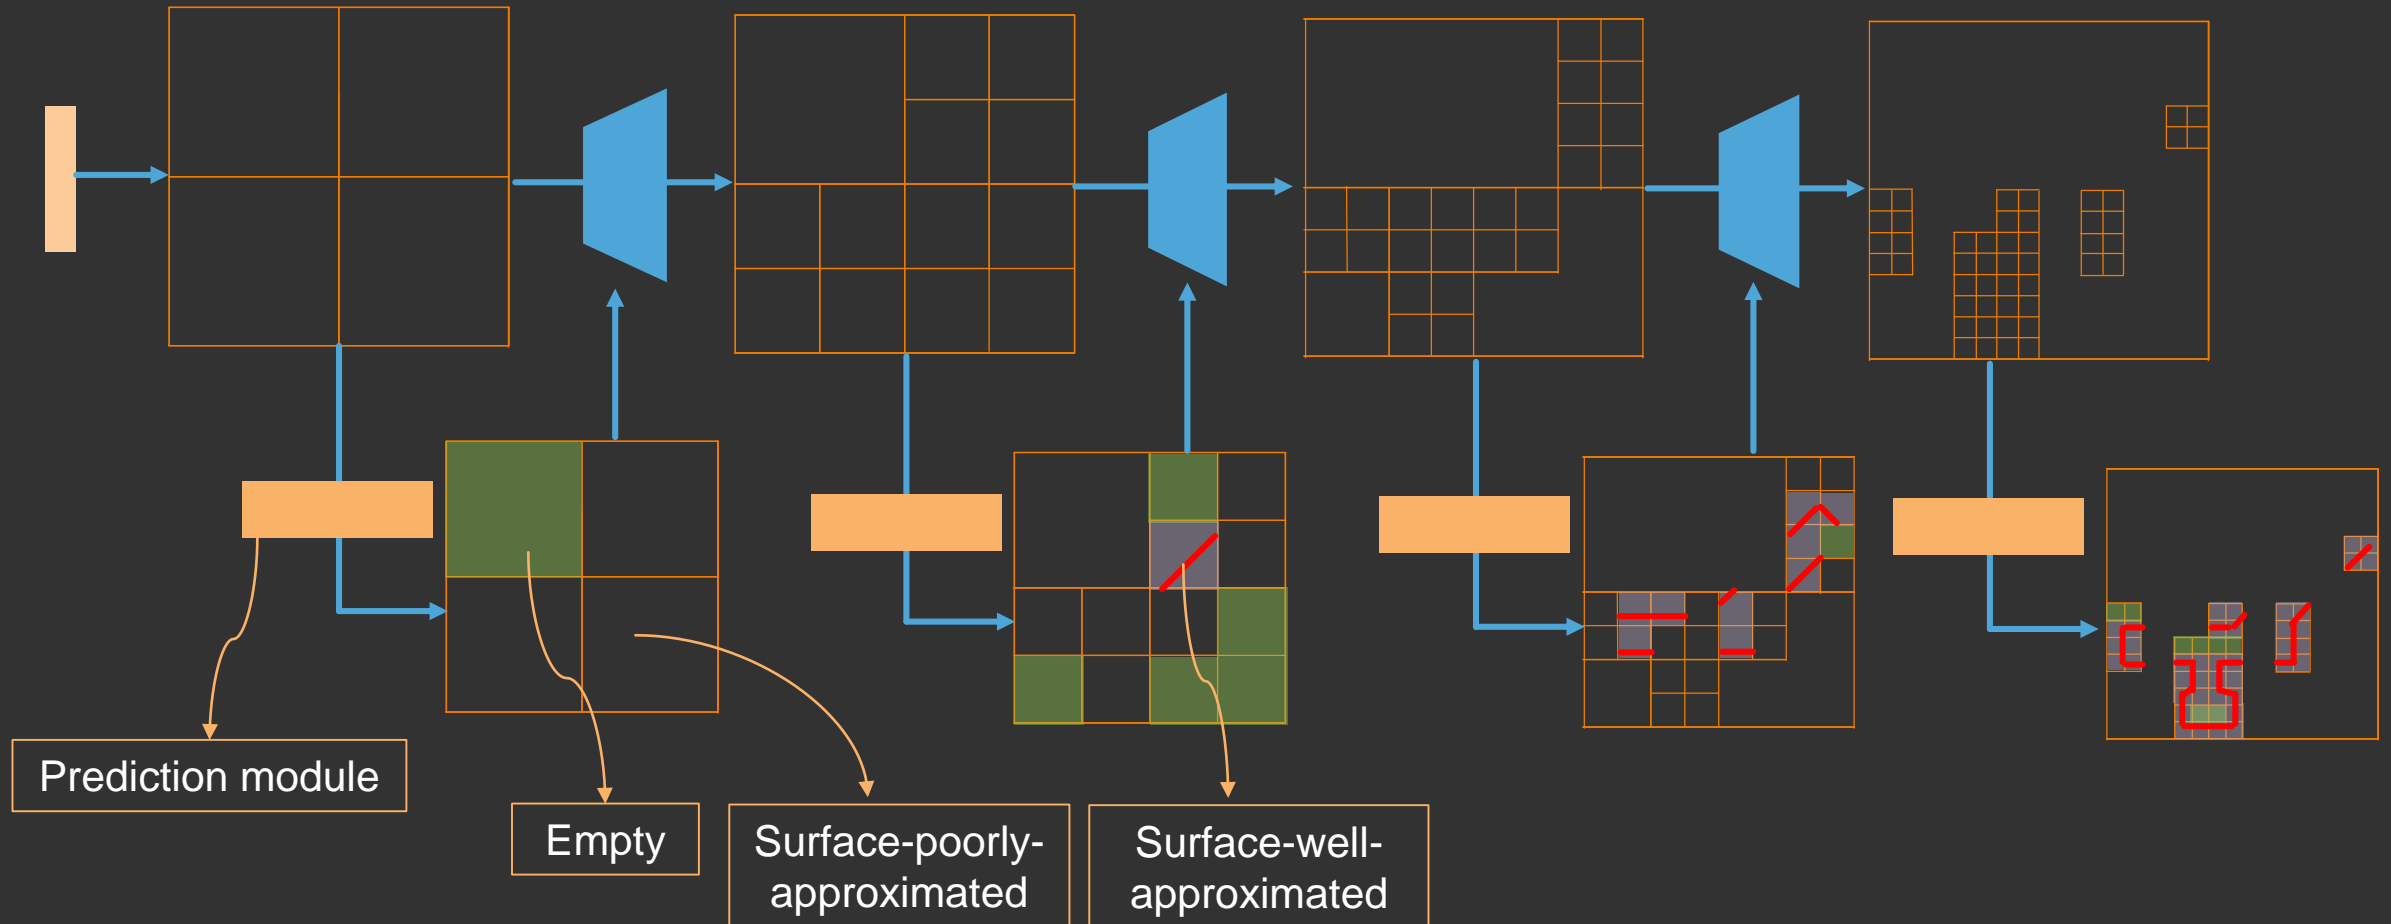 Prediction module
Empty
Surface-poorly-
approximated
Surface-well-
approximated